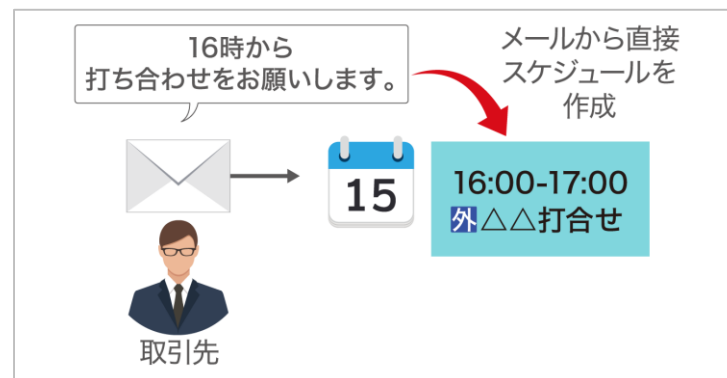 16時から
打ち合わせをお願いします。
メールから直接
スケジュールを
作成
15
16:00-17:00
外△△打合せ
取引先